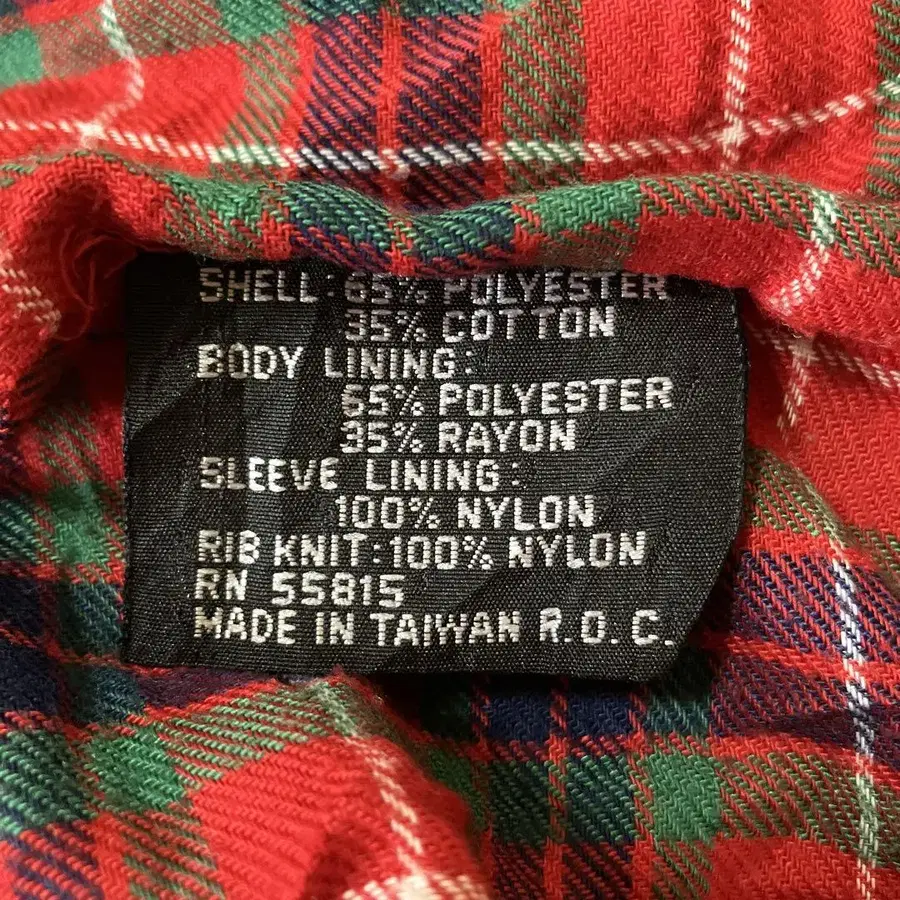 SHELL: 65% POLYESTER
35% COTTON
BODY LINING:
65% POLYESTER
35% RAYON
SLEEVE LINING:
100% NYLON
RIB KNIT: 100% NYLON
RN 55815
MADE IN TAIWAN R.O.C.